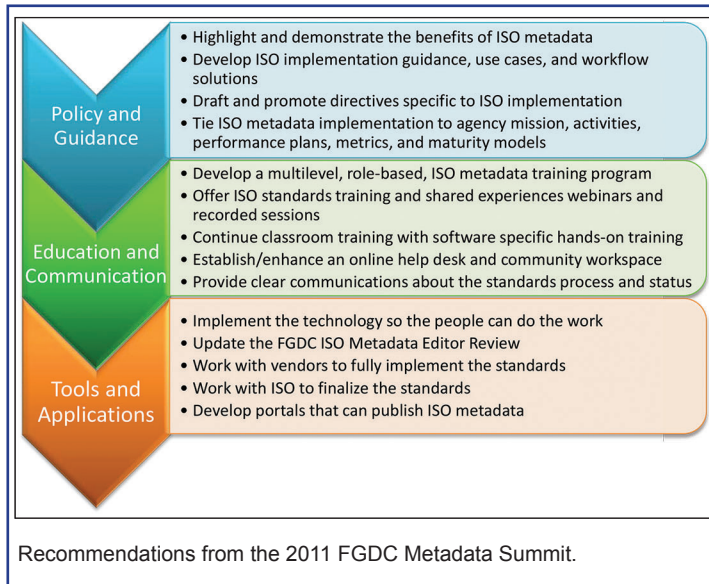 Policy and
Guidance
• Highlight and demonstrate the benefits of ISO metadata
• Develop ISO implementation guidance, use cases, and workflow
solutions
• Draft and promote directives specific to ISO implementation
• Tie ISO metadata implementation to agency mission, activities,
performance plans, metrics, and maturity models
Education and
Communication
• Develop a multilevel, role-based, ISO metadata training program
• Offer ISO standards training and shared experiences webinars and
recorded sessions
• Continue classroom training with software specific hands-on training
• Establish/enhance an online help desk and community workspace
• Provide clear communications about the standards process and status
Tools and
Applications
• Implement the technology so the people can do the work
• Update the FGDC ISO Metadata Editor Review
• Work with vendors to fully implement the standards
• Work with ISO to finalize the standards
• Develop portals that can publish ISO metadata
Recommendations from the 2011 FGDC Metadata Summit.